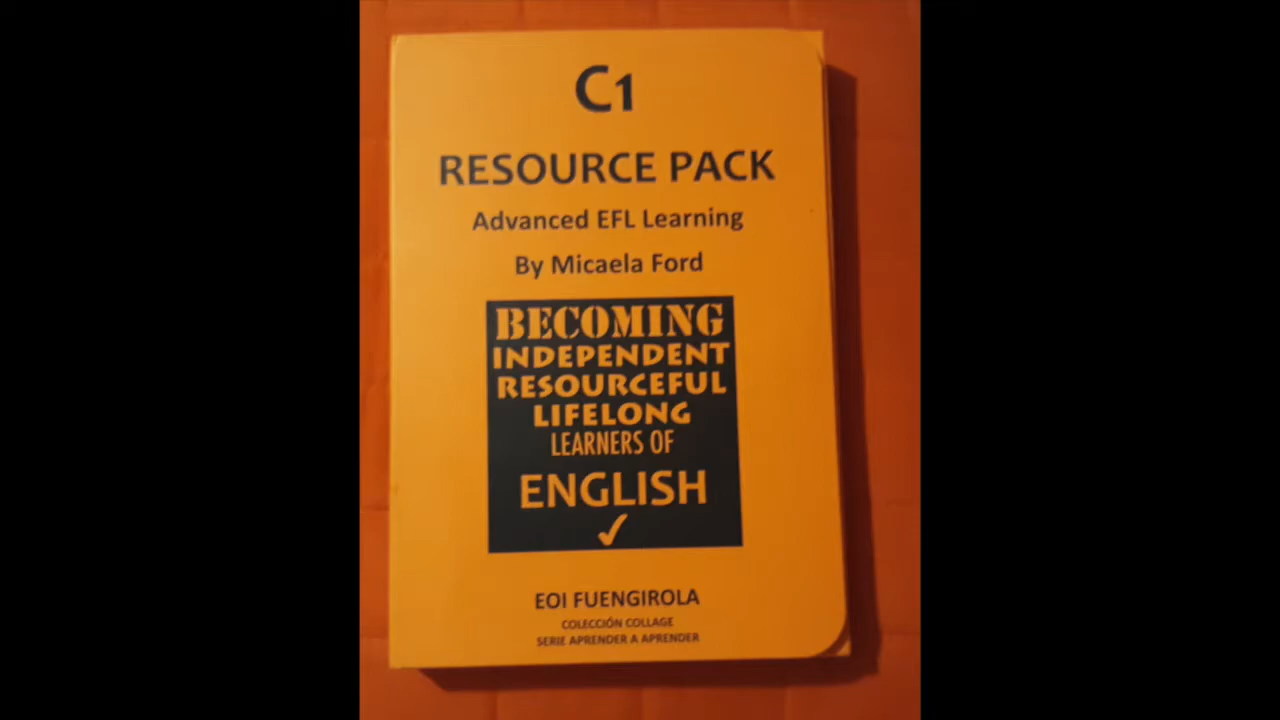 C1
RESOURCE PACK
Advanced EFL Learning
By Micaela Ford
BECOMING
INDEPENDENT
RESOURCEFUL
LIFELONG
LEARNERS OF
ENGLISH
EOI FUENGIROLA
COLECCIÓN COLLAGE
SERIE APRENDER A APRENDER